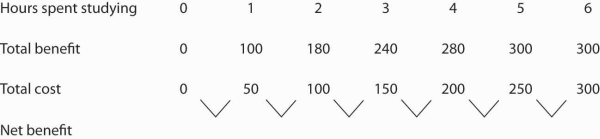 Hours spent studying 0 1 2 3 4 5 6
Total benefit 0 100 180 240 280 300 300
Total cost 0 50 100 150 200 250 300
Net benefit